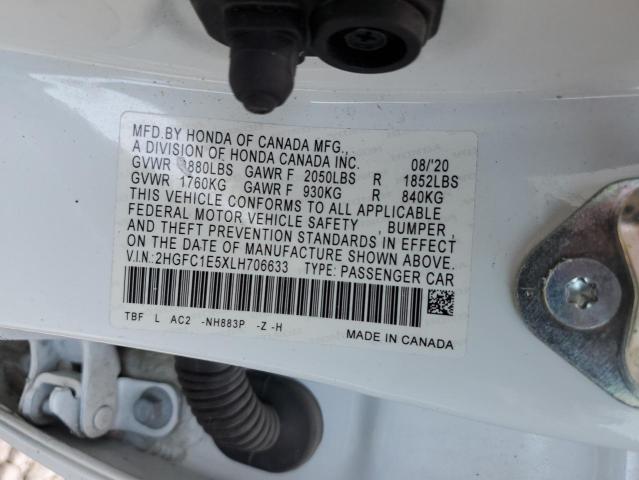 MFD.BY HONDA OF CANADA MFG.,
A DIVISION OF HONDA CANADA INC. 08/'20
GVWR 880LBS GAWR F 2050LBS R 1852LBS
GVWR 1760KG GAWR F 930KG R 840KG
THIS VEHICLE CONFORMS TO ALL APPLICABLE
FEDERAL MOTOR VEHICLE SAFETY , BUMPER ,
AND THEFT PREVENTION STANDARDS IN EFFECT
ON THE DATE OF MANUFACTURE SHOWN ABOVE.
V.I.N.:2HGFC1E5XLH706633 TYPE: PASSENGER CAR
TBF L AC2 -NH883P -Z -H
MADE IN CANADA